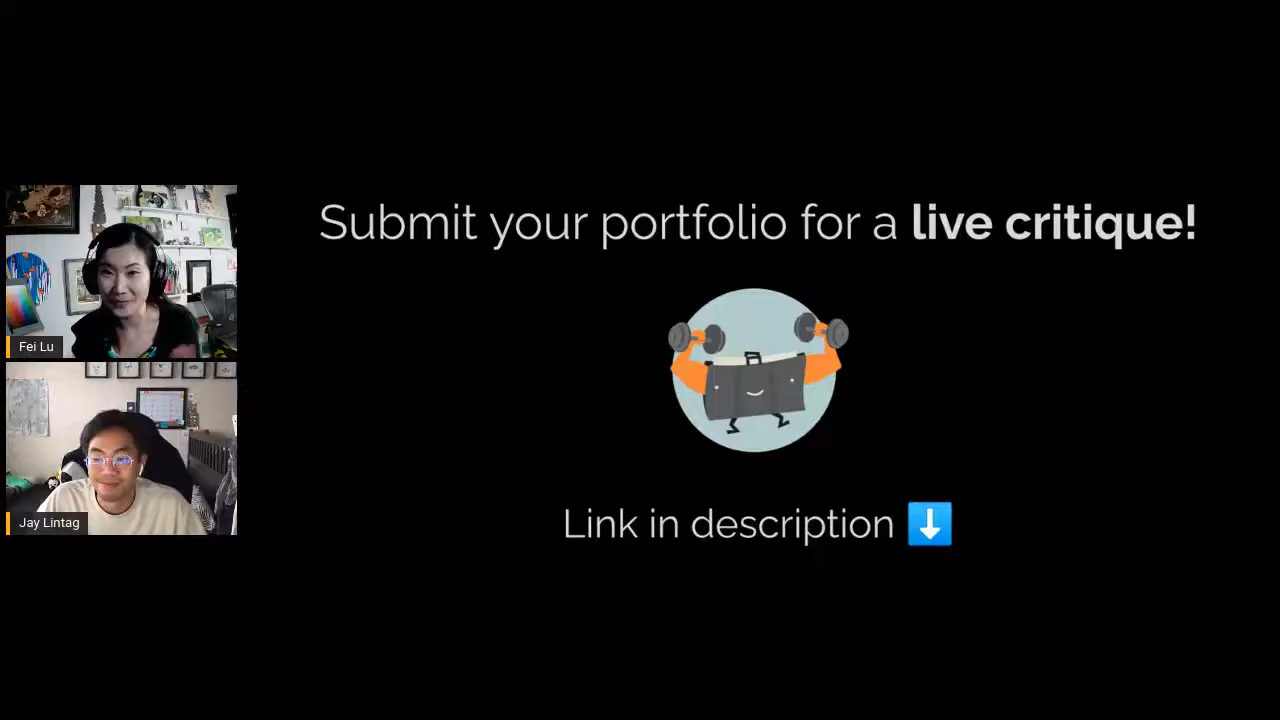 Submit your portfolio for a live critique!
Fei Lu
Jay Lintag
Link in description ⬇️